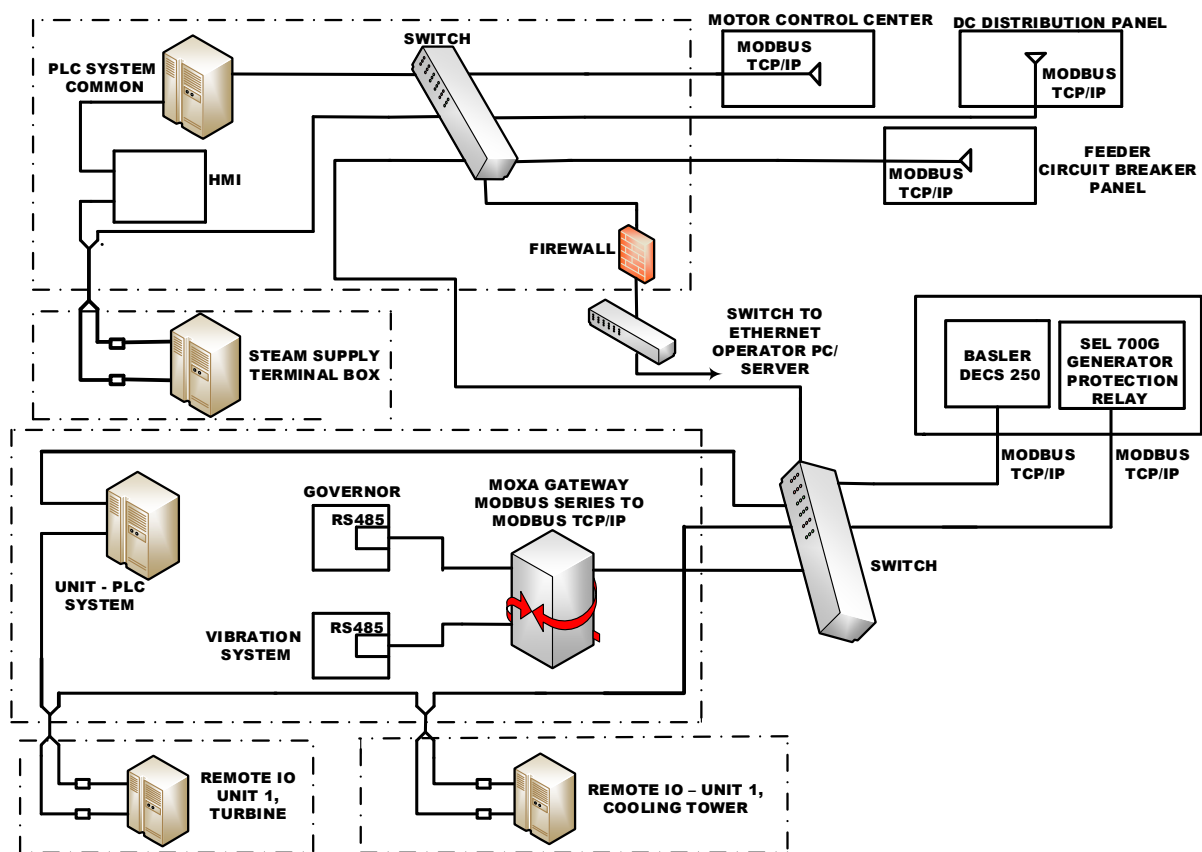 MOTOR CONTROL CENTER
DC DISTRIBUTION PANEL
SWITCH
MODBUS
TCP/IP
PLC SYSTEM
COMMON
MODBUS
TCP/IP
HMI
MODBUS
TCP/IP
FEEDER
CIRCUIT BREAKER
PANEL
FIREWALL
SWITCH TO
ETHERNET
OPERATOR PC/
SERVER
STEAM SUPPLY
TERMINAL BOX
BASLER
DECS 250
SEL 700G
GENERATOR
PROTECTION
RELAY
MODBUS
TCP/IP
MODBUS
TCP/IP
MOXA GATEWAY
MODBUS SERIES TO
MODBUS TCP/IP
GOVERNOR
RS485
UNIT - PLC
SYSTEM
SWITCH
VIBRATION
SYSTEM
RS485
REMOTE IO
UNIT 1,
TURBINE
REMOTE IO – UNIT 1,
COOLING TOWER